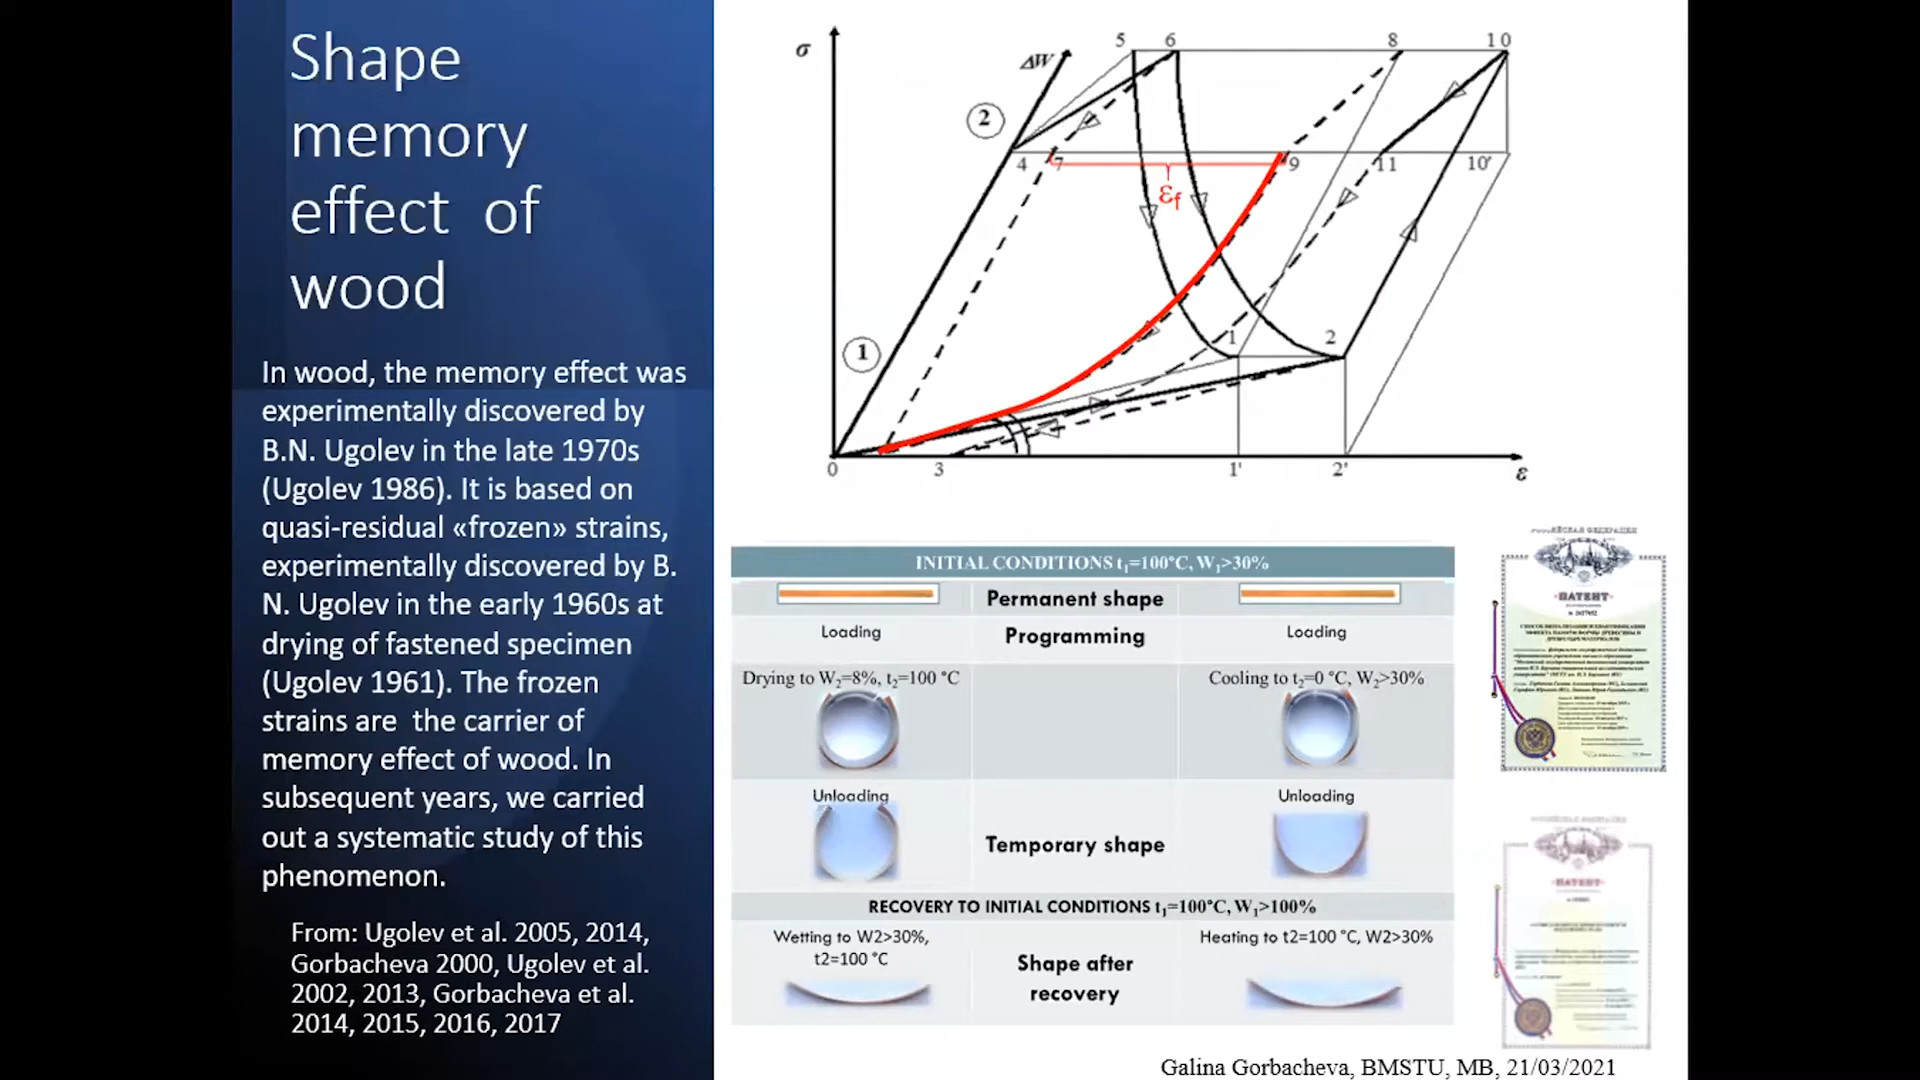 Shape
memory
effect of
wood
In wood, the memory effect was
experimentally discovered by
B.N. Ugolev in the late 1970s
(Ugolev 1986). It is based on
quasi-residual «frozen» strains,
experimentally discovered by B.
N. Ugolev in the early 1960s at
drying of fastened specimen
(Ugolev 1961). The frozen
strains are the carrier of
memory effect of wood. In
subsequent years, we carried
out a systematic study of this
phenomenon.
From: Ugolev et al. 2005, 2014,
Gorbacheva 2000, Ugolev et al.
2002, 2013, Gorbacheva et al.
2014, 2015, 2016, 2017
σ
ΔW
5
6
8
10
2
4
7
9
11
10'
εf
1
1
2
0
3
1'
2'
ε
INITIAL CONDITIONS t1=100°C, W1>30%
Permanent shape
Loading
Programming
Loading
Drying to W2=8%, t2=100 °C
Cooling to t2=0 °C, W2>30%
Unloading
Unloading
Temporary shape
RECOVERY TO INITIAL CONDITIONS t1=100°C, W1>100%
Wetting to W2>30%,
t2=100 °C
Heating to t2=100 °C, W2>30%
Shape after
recovery
ПАТЕНТ
ПАТЕНТ
Galina Gorbacheva, BMSTU, MB, 21/03/2021